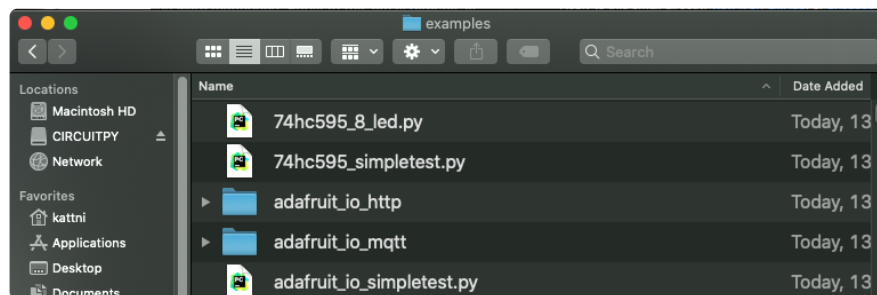 examples
Search
Locations
Macintosh HD
CIRCUITPY
Network
Favorites
kattni
Applications
Desktop
Documents
Name
Date Added
74hc595_8_led.py
Today, 13
74hc595_simpletest.py
Today, 13
adafruit_io_http
Today, 13
adafruit_io_mqtt
Today, 13
adafruit_io_simpletest.py
Today, 13